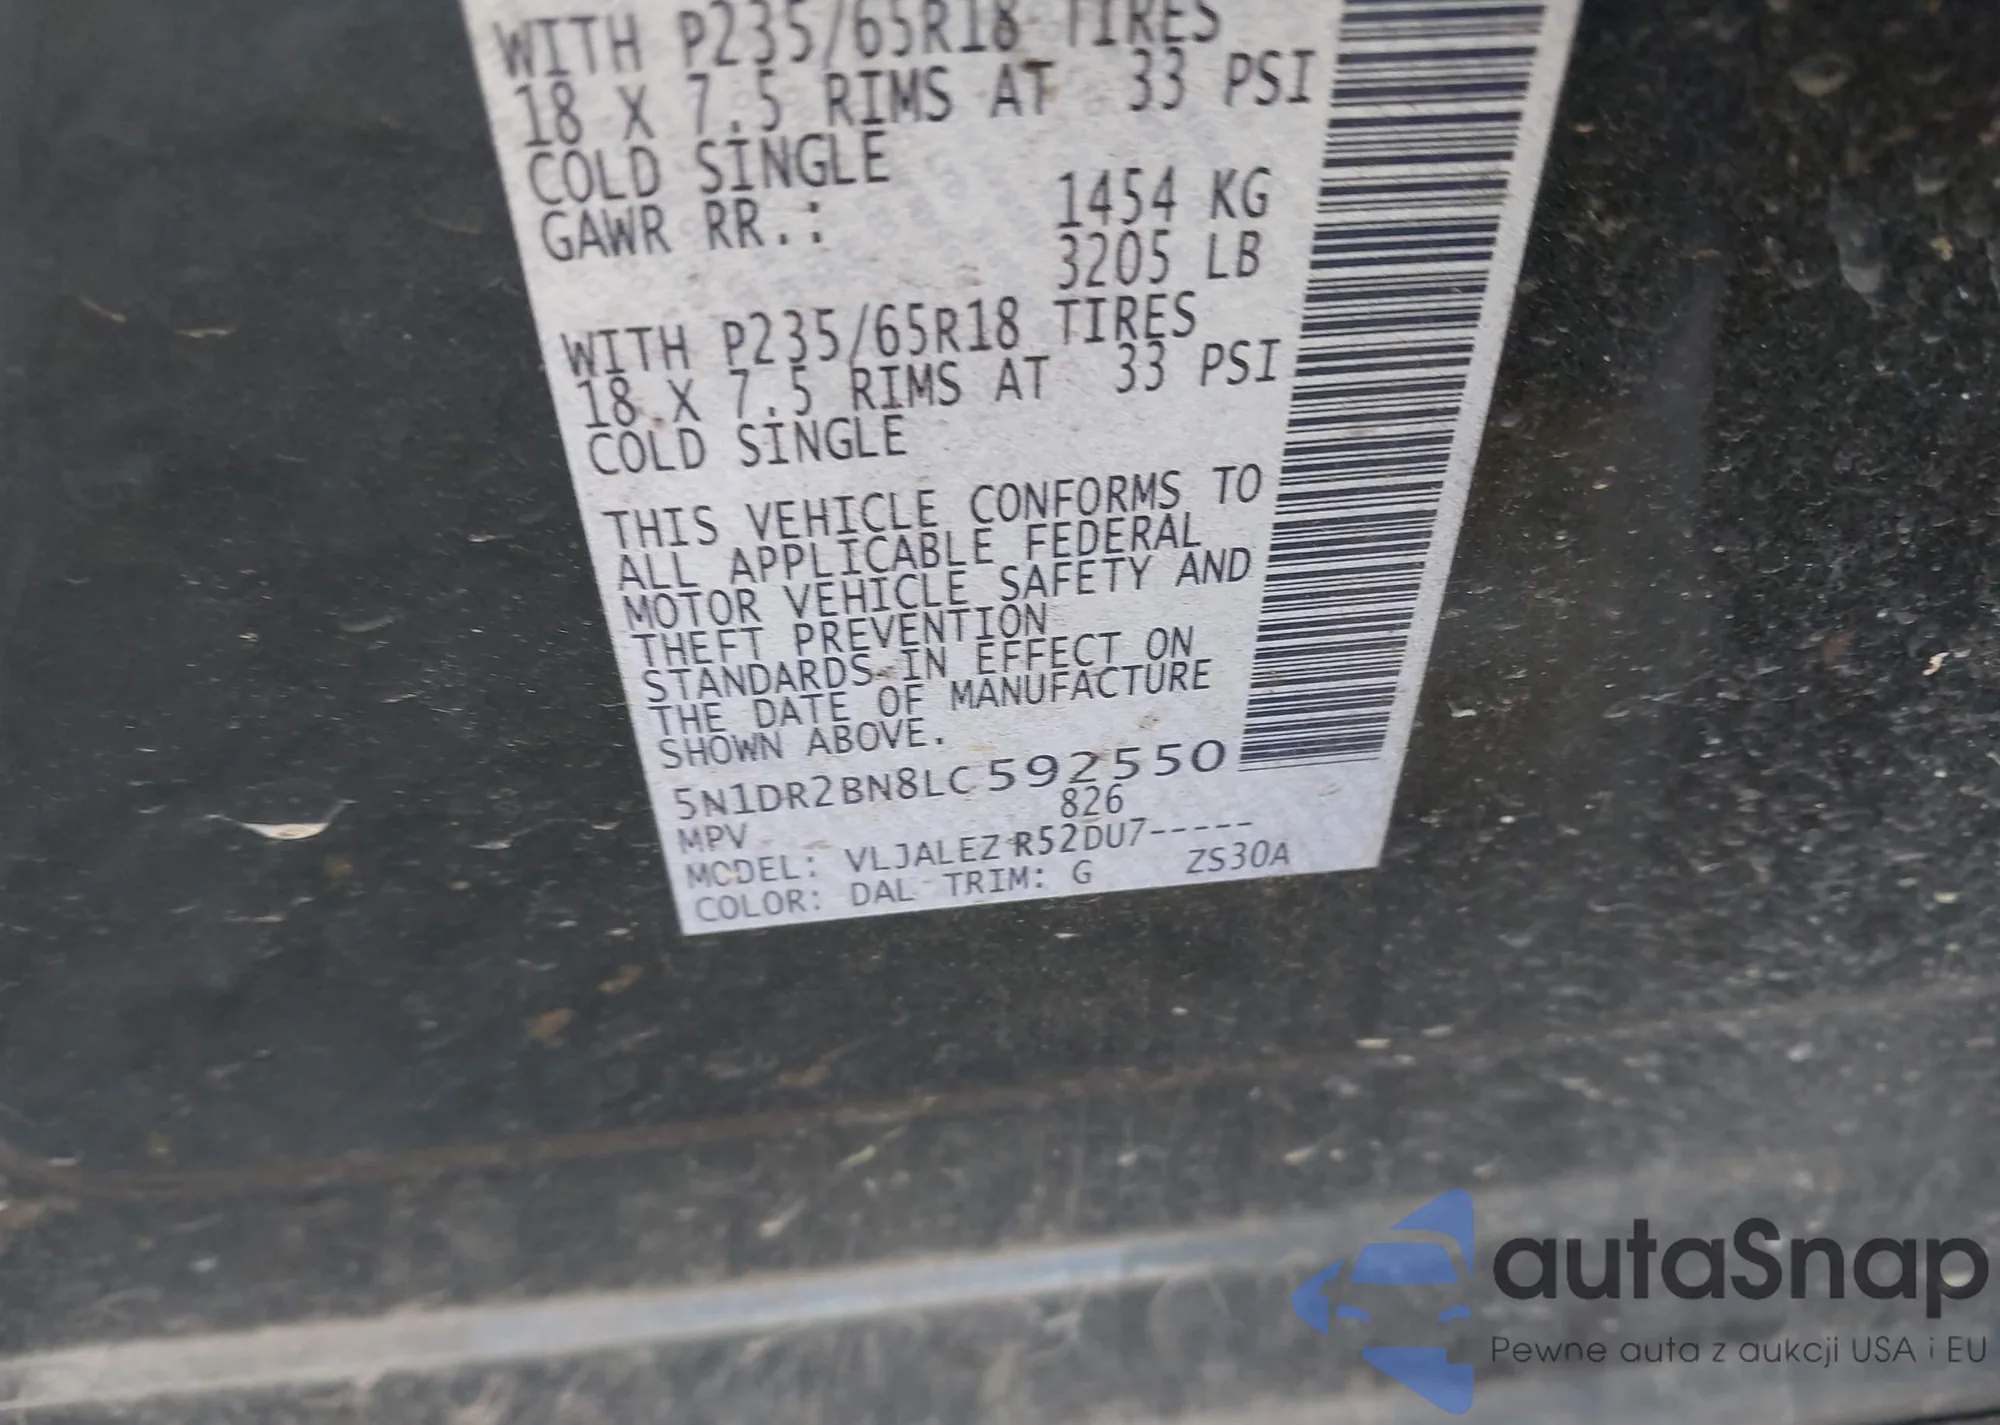 WITH P235/65R18 TIRES
18 X 7.5 RIMS AT 33 PSI
COLD SINGLE
GAWR RR.: 1454 KG
3205 LB
WITH P235/65R18 TIRES
18 X 7.5 RIMS AT 33 PSI
COLD SINGLE
THIS VEHICLE CONFORMS TO
ALL APPLICABLE FEDERAL
MOTOR VEHICLE SAFETY AND
THEFT PREVENTION
STANDARDS IN EFFECT ON
THE DATE OF MANUFACTURE
SHOWN ABOVE.
5N1DR2BN8LC592550
MPV 826
MODEL: VLJALEZ R52DU7-----
COLOR: DAL TRIM: G ZS30A
autaSnap
Pewne auta z aukcji USA i EU